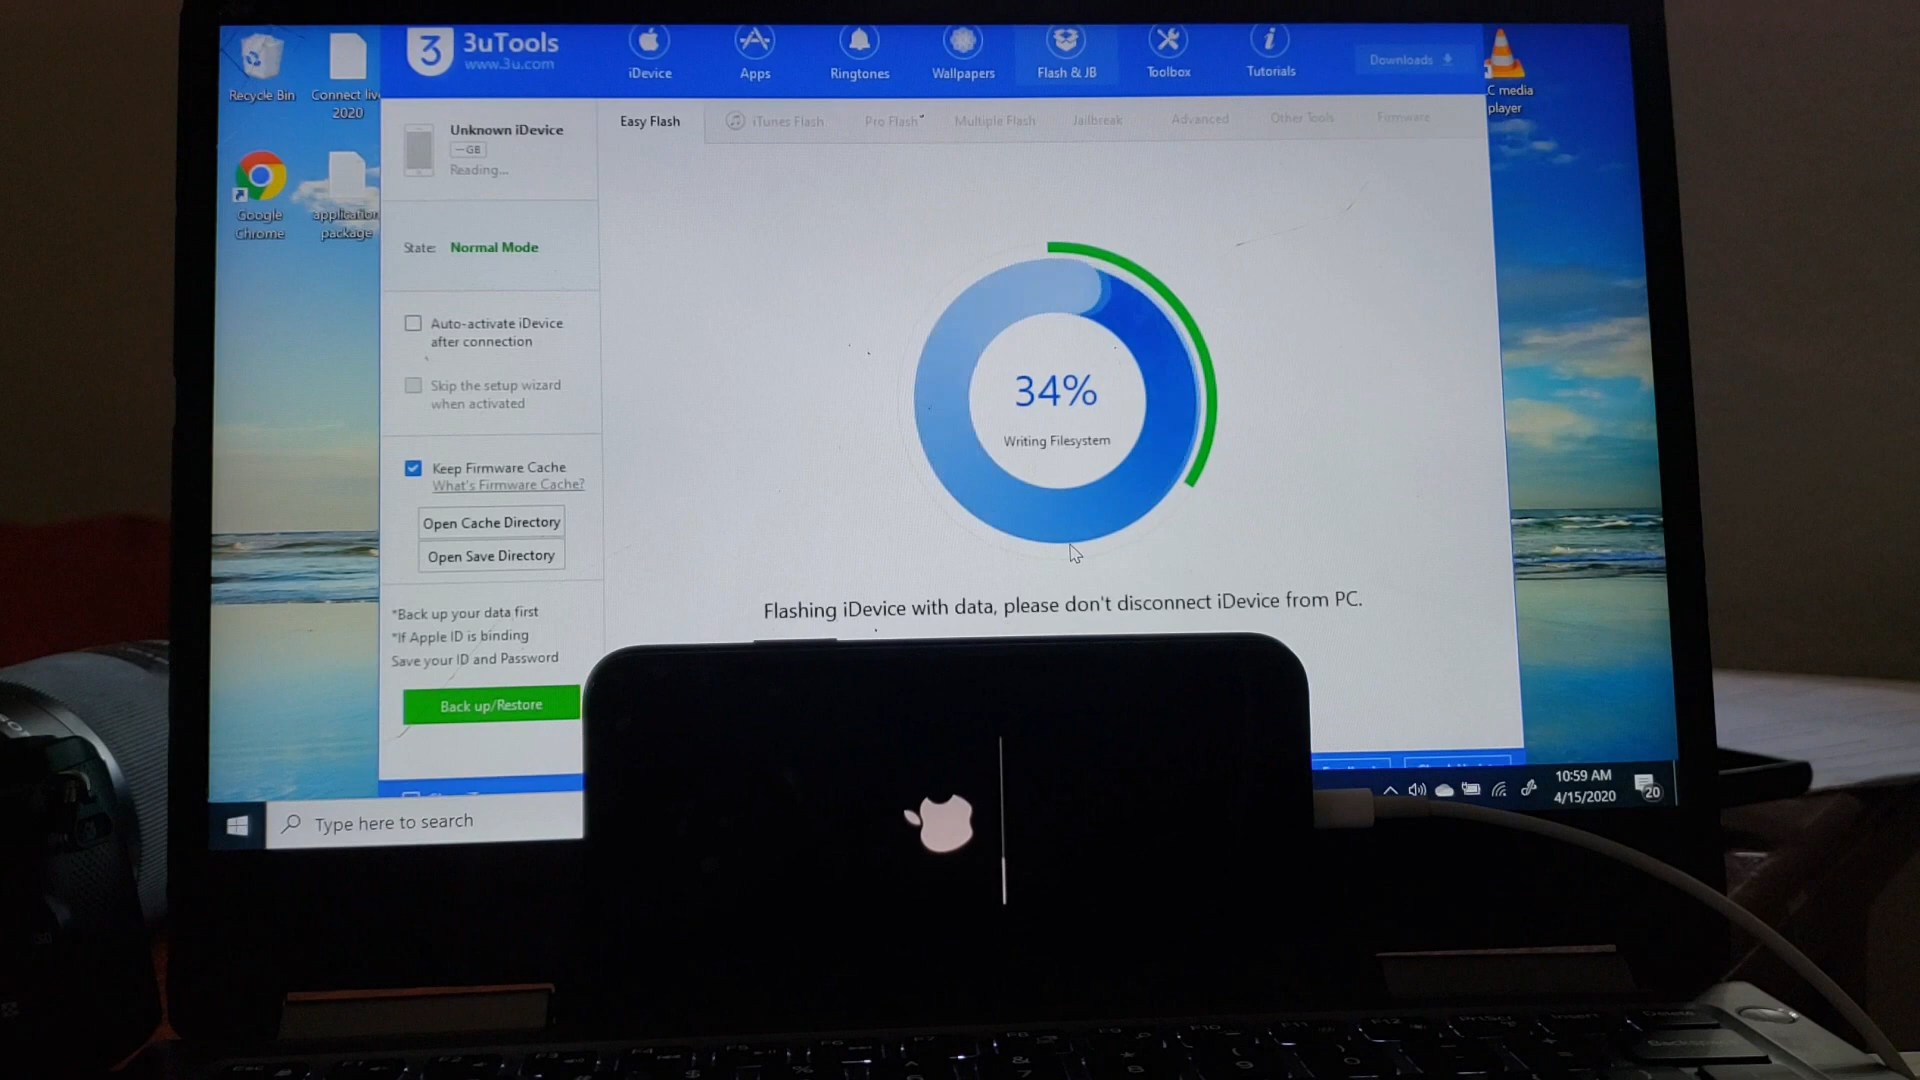 3uTools
www.3u.com
iDevice
Apps
Ringtones
Wallpapers
Flash & JB
Toolbox
Tutorials
Downloads
Recycle Bin
Connect live
2020
Google
Chrome
application
package
C media
player
Unknown iDevice
--GB
Reading...
State: Normal Mode
Auto-activate iDevice
after connection
Skip the setup wizard
when activated
Keep Firmware Cache
What's Firmware Cache?
Open Cache Directory
Open Save Directory
*Back up your data first
*If Apple ID is binding
Save your ID and Password
Back up/Restore
Easy Flash
iTunes Flash
Pro Flash
Multiple Flash
Jailbreak
Advanced
Other Tools
Firmware
34%
Writing Filesystem
Flashing iDevice with data, please don't disconnect iDevice from PC.
Type here to search
10:59 AM
4/15/2020
20